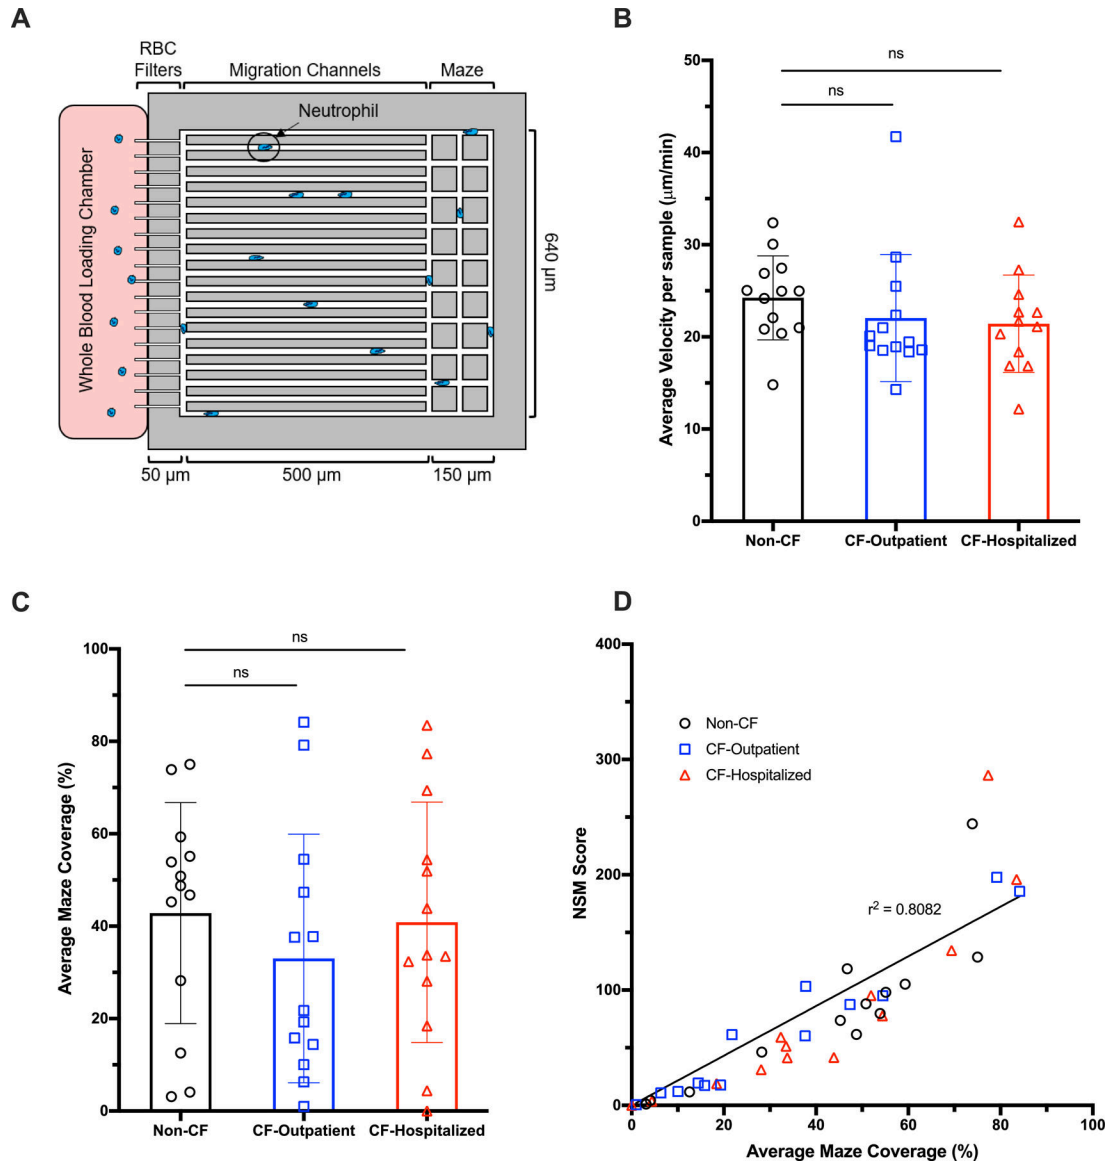 A
RBC
Filters
Migration Channels
Maze
Neutrophil
Whole Blood Loading Chamber
640 μm
50 μm
500 μm
150 μm
B
ns
ns
Average Velocity per sample (μm/min)
50
40
30
20
10
0
Non-CF
CF-Outpatient
CF-Hospitalized
C
ns
ns
Average Maze Coverage (%)
100
80
60
40
20
0
Non-CF
CF-Outpatient
CF-Hospitalized
D
NSM Score
400
300
200
100
0
Non-CF
CF-Outpatient
CF-Hospitalized
r² = 0.8082
0 20 40 60 80 100
Average Maze Coverage (%)